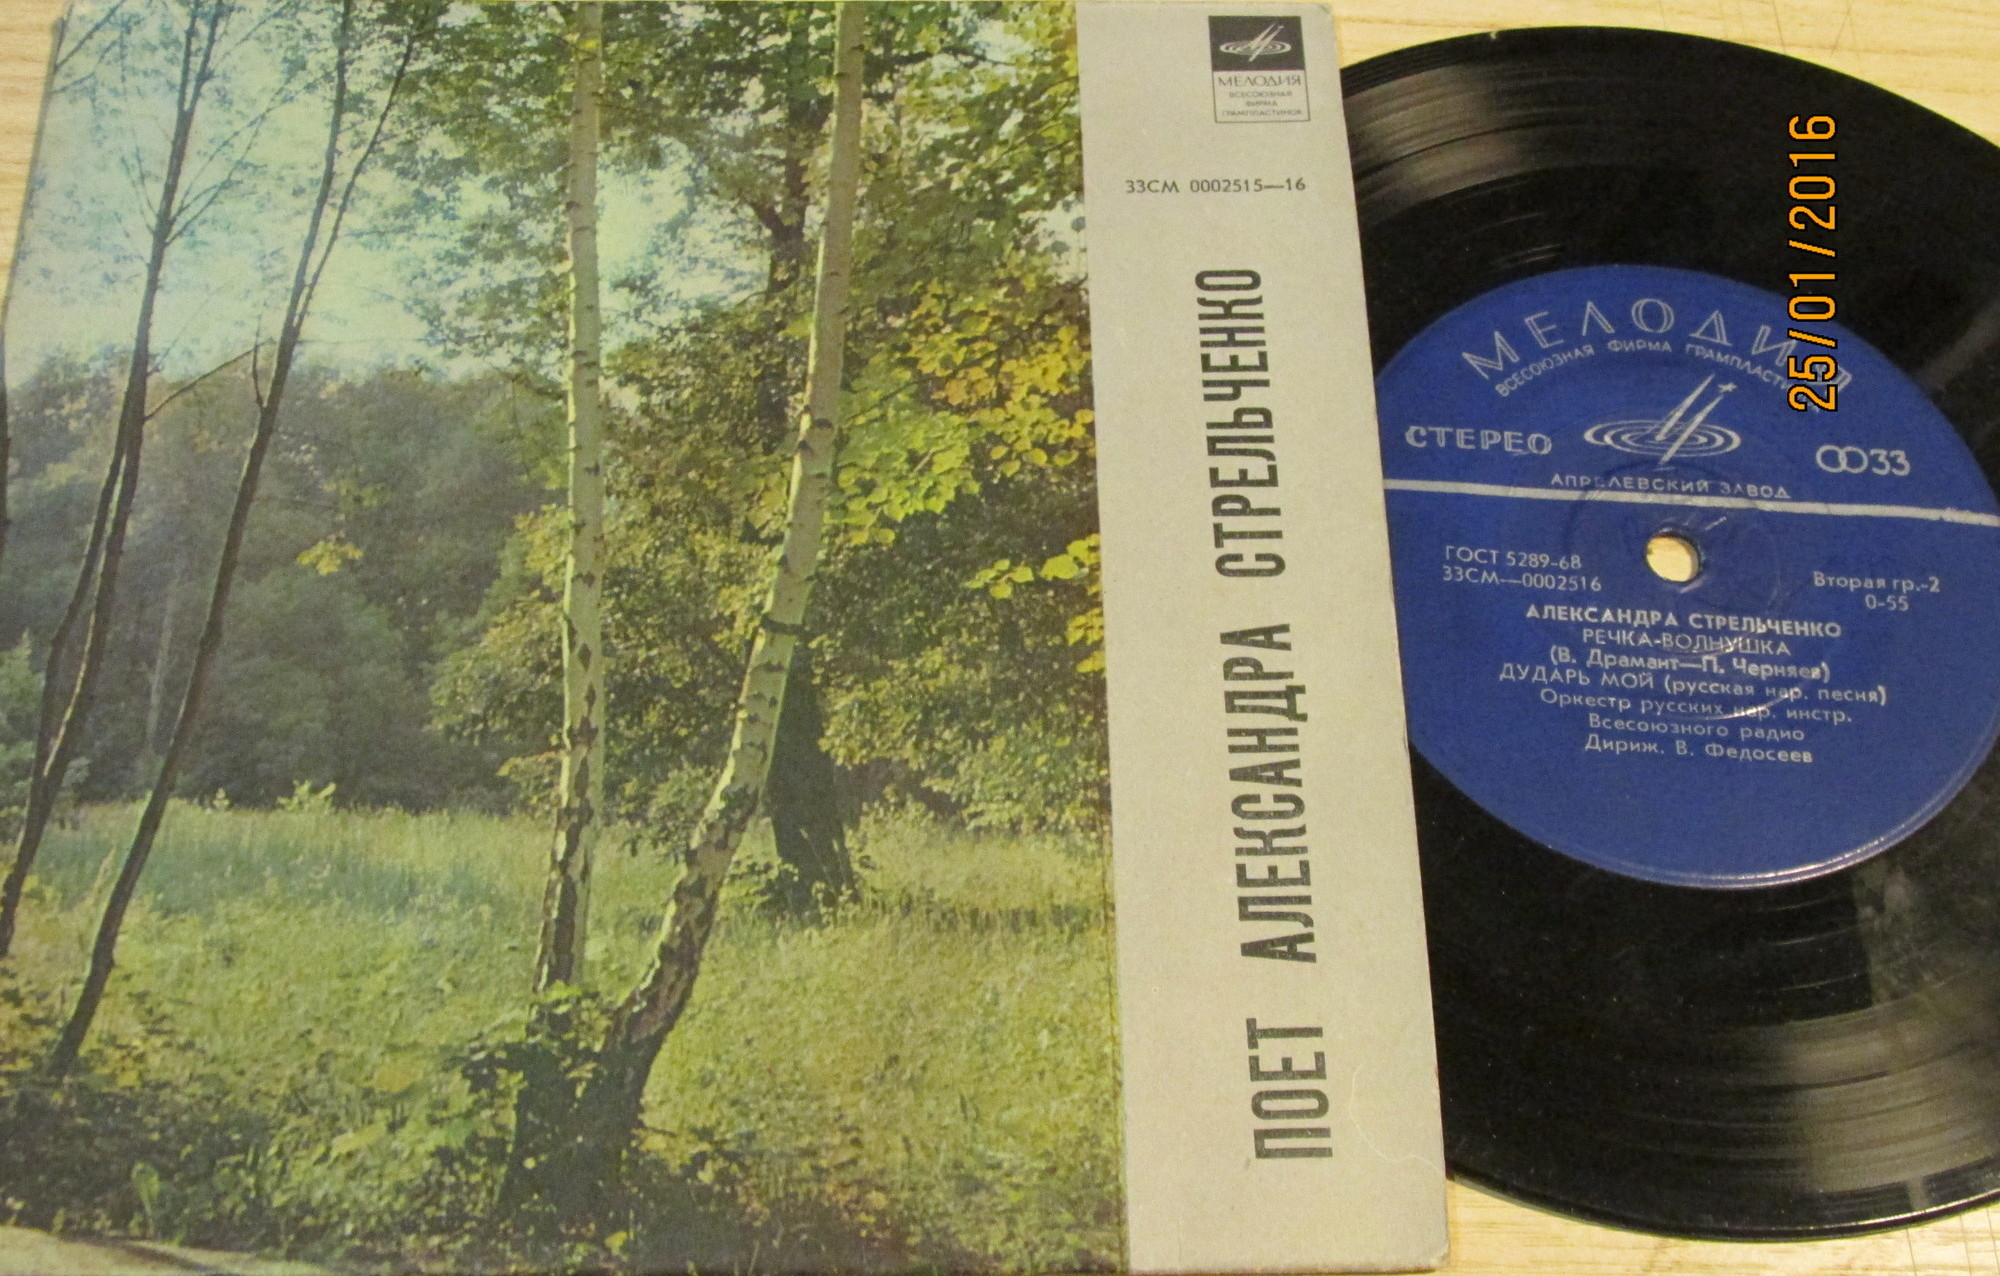 МЕЛОДИЯ
ВСЕСОЮЗНАЯ
ФИРМА
ГРАМПЛАСТИНОК
33СМ 0002515—16
ПОЕТ АЛЕКСАНДРА СТРЕЛЬЧЕНКО
МЕЛОДИЯ
ВСЕСОЮЗНАЯ ФИРМА ГРАМПЛАСТИНОК
СТЕРЕО
33
АПРЕЛЕВСКИЙ ЗАВОД
ГОСТ 5289-68
33СМ—0002516
Вторая гр.-2
0-55
АЛЕКСАНДРА СТРЕЛЬЧЕНКО
РЕЧКА-ВОЛНУШКА
(В. Драмант—П. Черняев)
ДУДАРЬ МОЙ (русская нар. песня)
Оркестр русских нар. инстр.
Всесоюзного радио
Дириж. В. Федосеев
25/01/2016